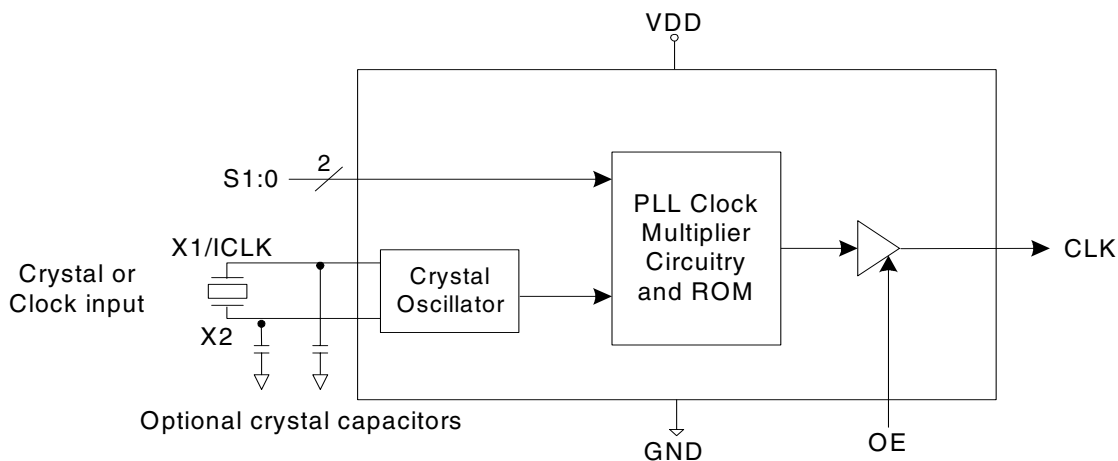 VDD
2
S1:0
PLL Clock
Multiplier
Circuitry
and ROM
X1/ICLK
Crystal or
Clock input
Crystal
Oscillator
CLK
X2
Optional crystal capacitors
GND
OE